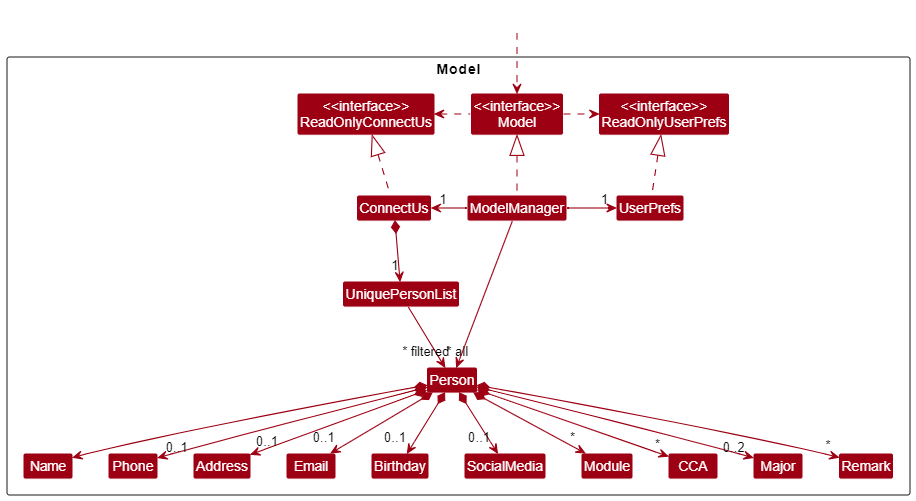 Model
<<interface>>
ReadOnlyConnectUs
<<interface>>
Model
<<interface>>
ReadOnlyUserPrefs
ConnectUs
1
ModelManager
1
UserPrefs
1
UniquePersonList
* filtered
* all
Person
0..1
0..1
0..1
0..1
0..1
*
*
0..2
*
Name
Phone
Address
Email
Birthday
SocialMedia
Module
CCA
Major
Remark